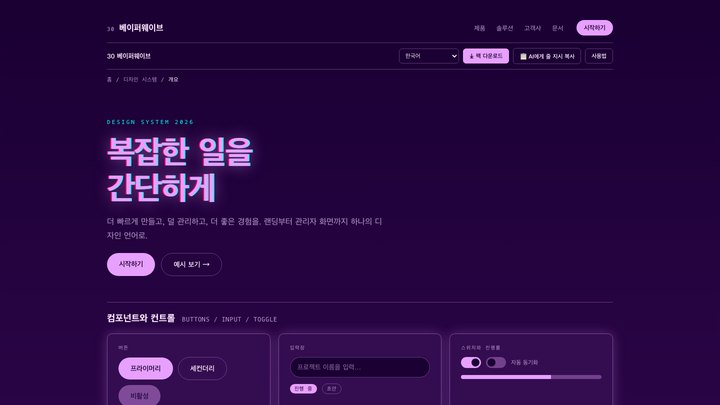 30 베이퍼웨이브
제품 솔루션 고객사 문서 시작하기
30 베이퍼웨이브
한국어 팩 다운로드 AI에게 줄 지시 복사 사용법
홈 / 디자인 시스템 / 개요
DESIGN SYSTEM 2026
복잡한 일을
간단하게
더 빠르게 만들고, 덜 관리하고, 더 좋은 경험을. 랜딩부터 관리자 화면까지 하나의 디
자인 언어로.
시작하기 예시 보기 →
컴포넌트와 컨트롤 BUTTONS / INPUT / TOGGLE
버튼
프라이머리 세컨더리
비활성
입력창
프로젝트 이름을 입력...
진행 중 초안
스위치와 진행률
자동 동기화